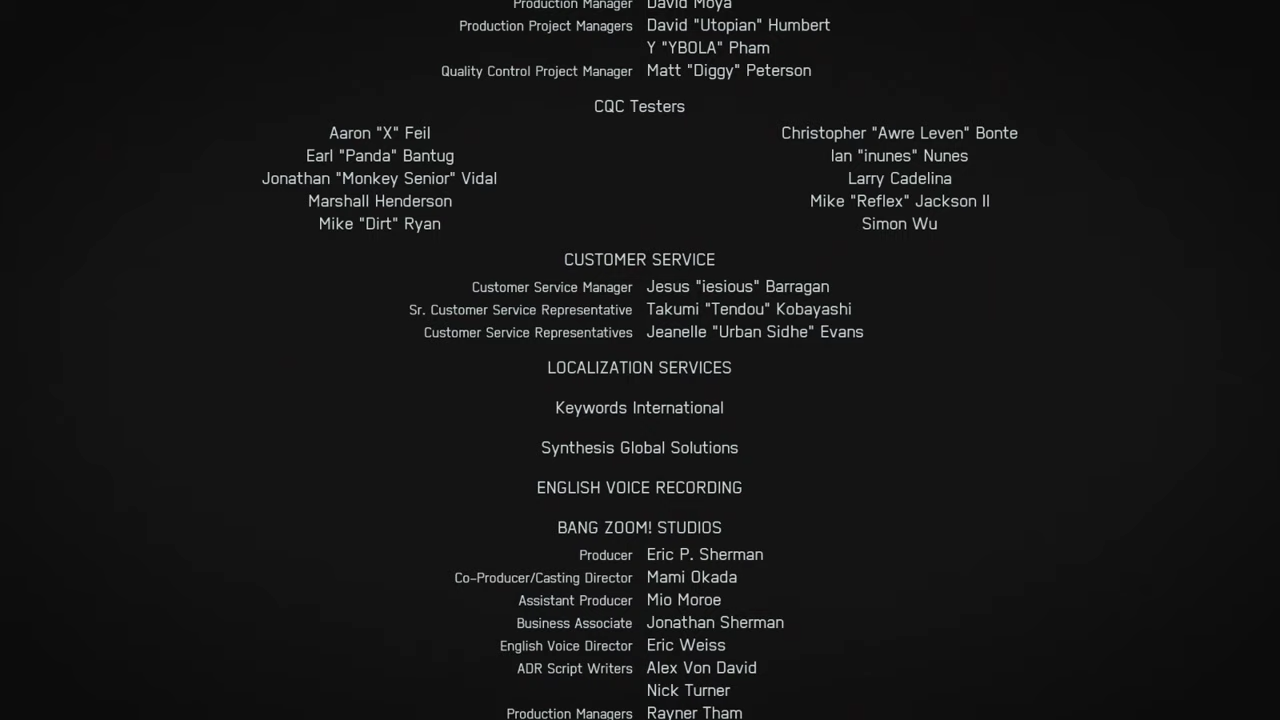 Production Manager David Moya
Production Project Managers David "Utopian" Humbert
Y "YBOLA" Pham
Quality Control Project Manager Matt "Diggy" Peterson
CQC Testers
Aaron "X" Feil Christopher "Awre Leven" Bonte
Earl "Panda" Bantug Ian "inunes" Nunes
Jonathan "Monkey Senior" Vidal Larry Cadelina
Marshall Henderson Mike "Reflex" Jackson II
Mike "Dirt" Ryan Simon Wu
CUSTOMER SERVICE
Customer Service Manager Jesus "iesious" Barragan
Sr. Customer Service Representative Takumi "Tendou" Kobayashi
Customer Service Representatives Jeanelle "Urban Sidhe" Evans
LOCALIZATION SERVICES
Keywords International
Synthesis Global Solutions
ENGLISH VOICE RECORDING
BANG ZOOM! STUDIOS
Producer Eric P. Sherman
Co-Producer/Casting Director Mami Okada
Assistant Producer Mio Moroe
Business Associate Jonathan Sherman
English Voice Director Eric Weiss
ADR Script Writers Alex Von David
Nick Turner
Production Managers Rayner Tham